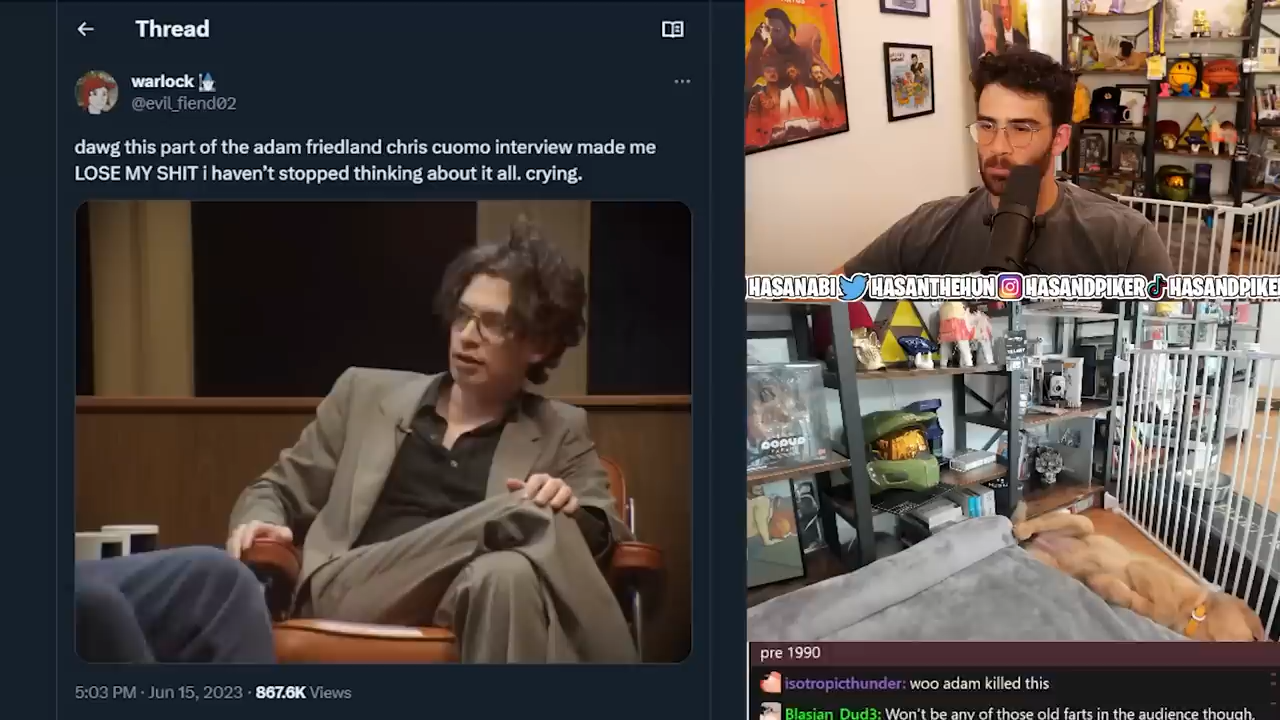 Thread
warlock
@evil_fiend02
dawg this part of the adam friedland chris cuomo interview made me
LOSE MY SHIT i haven't stopped thinking about it all. crying.
5:03 PM · Jun 15, 2023 · 867.6K Views
HASANABI HASANTHEHUN HASANDPIKER HASANDPIKE
POPUP
pre 1990
isotropicthunder: woo adam killed this
Blasian_Dud3: Won't be any of those old farts in the audience though.